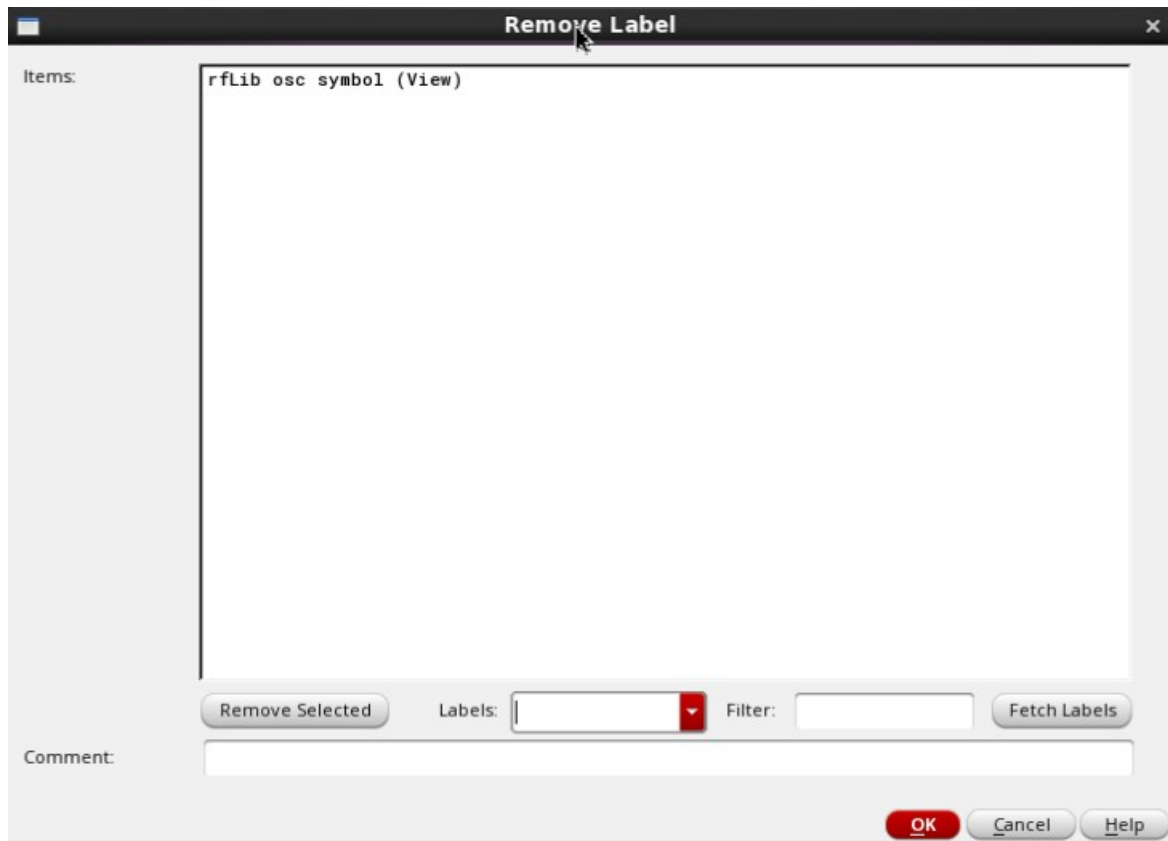 Remove Label
Items:
rfLib osc symbol (View)
Remove Selected Labels: Filter: Fetch Labels
Comment:
OK Cancel Help